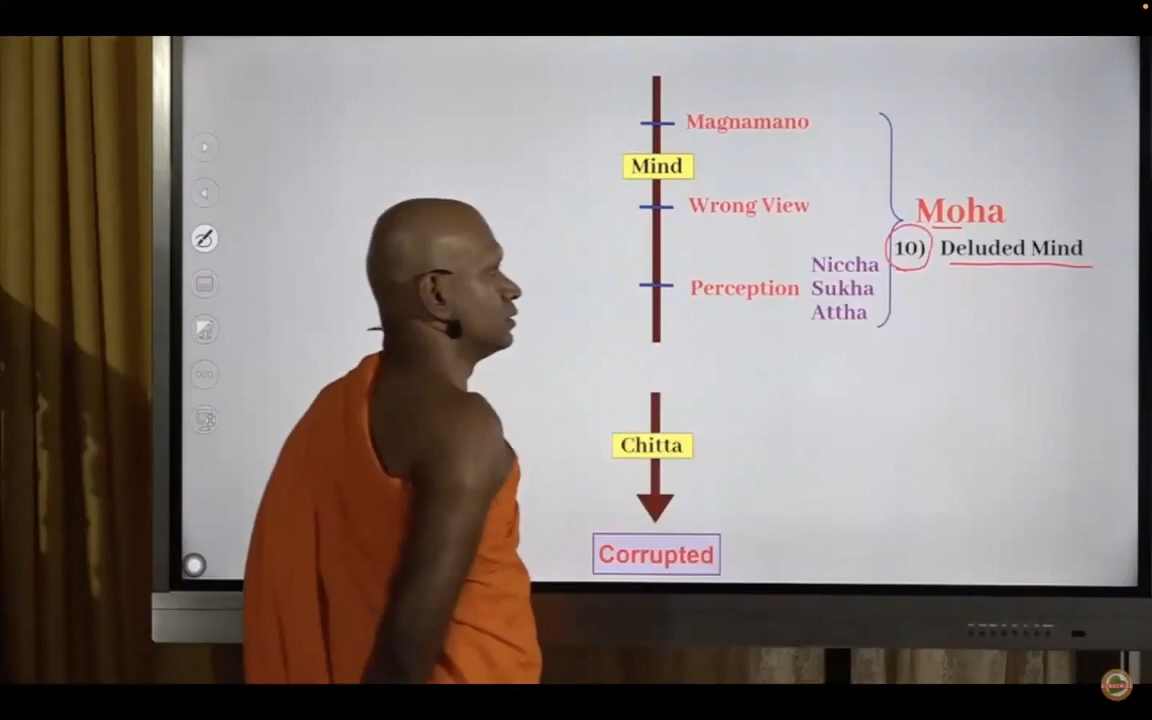 Magnamano
Mind
Wrong View
Moha
10) Deluded Mind
Niccha
Perception Sukha
Attha
Chitta
Corrupted